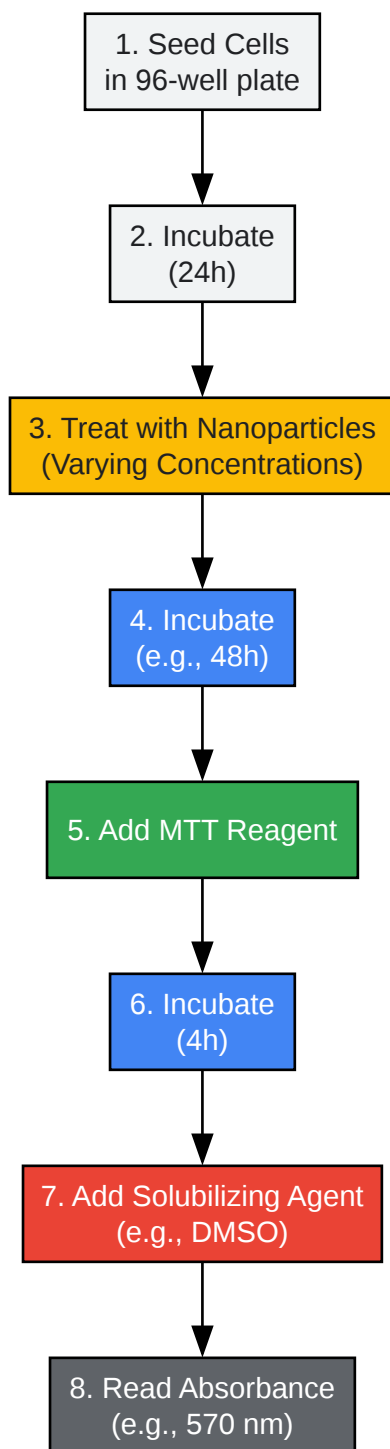 1. Seed Cells
in 96-well plate
2. Incubate
(24h)
3. Treat with Nanoparticles
(Varying Concentrations)
4. Incubate
(e.g., 48h)
5. Add MTT Reagent
6. Incubate
(4h)
7. Add Solubilizing Agent
(e.g., DMSO)
8. Read Absorbance
(e.g., 570 nm)